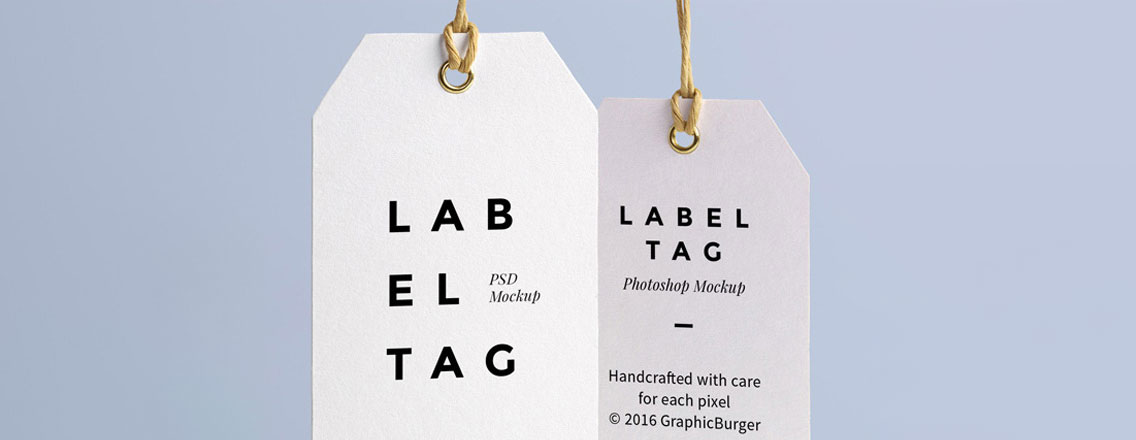 LAB
EL
PSD
Mockup
TAG
LABEL
TAG
Photoshop Mockup
Handcrafted with care
for each pixel
© 2016 GraphicBurger